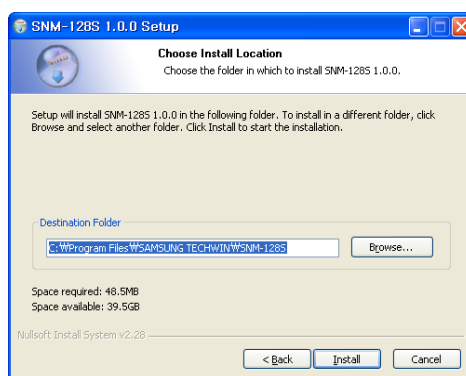 SNM-128S 1.0.0 Setup
Choose Install Location
Choose the folder in which to install SNM-128S 1.0.0.
Setup will install SNM-128S 1.0.0 in the following folder. To install in a different folder, click
Browse and select another folder. Click Install to start the installation.
Destination Folder
C:₩Program Files₩SAMSUNG TECHWIN₩SNM-128S
Browse...
Space required: 48.5MB
Space available: 39.5GB
Nullsoft Install System v2.28
< Back
Install
Cancel